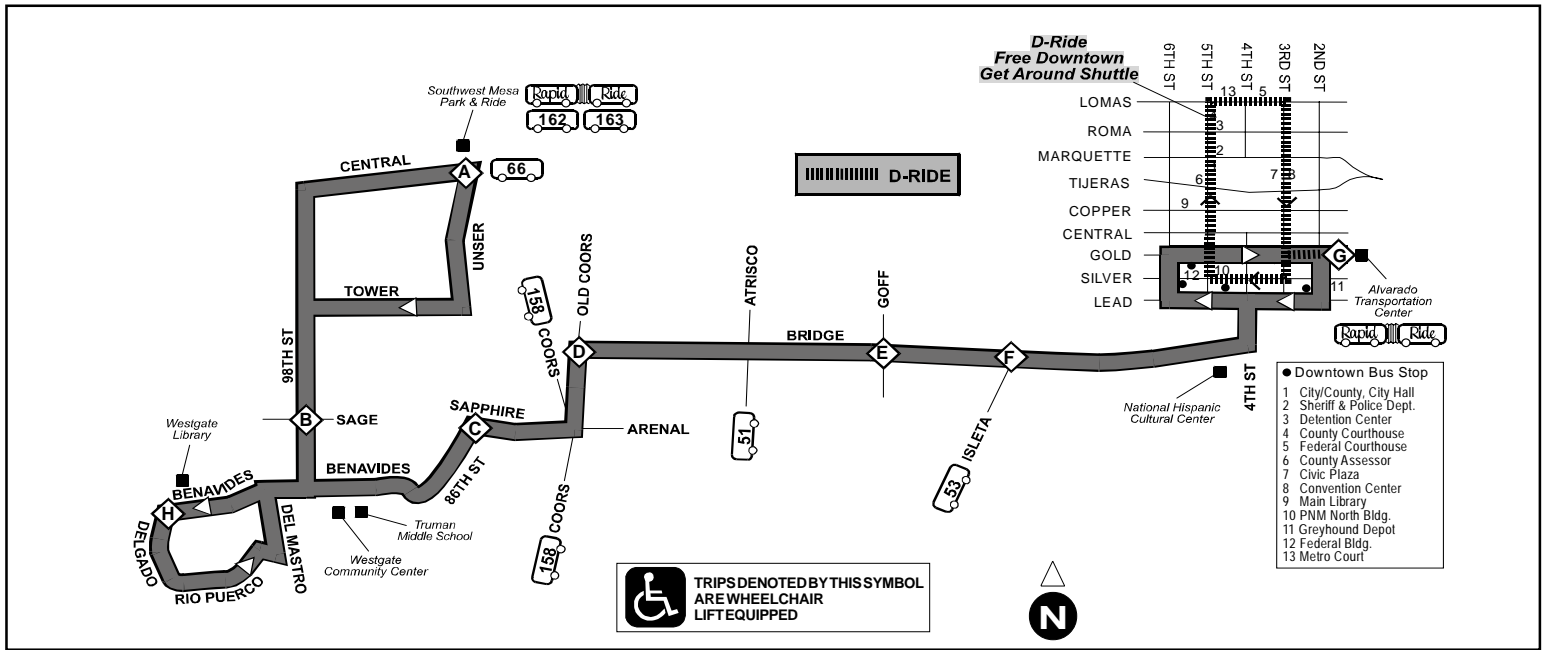 D-Ride
Free Downtown
Get Around Shuttle
6TH ST
5TH ST
4TH ST
3RD ST
2ND ST
13
5
LOMAS
4
3
ROMA
2
MARQUETTE
7
8
TIJERAS
6
9
COPPER
CENTRAL
GOLD
G
SILVER
12
10
11
LEAD
Alvarado
Transportation
Center
Rapid Ride
Southwest Mesa
Park & Ride
Rapid Ride
162
163
CENTRAL
A
66
D-RIDE
UNSER
TOWER
98TH ST
158
COORS
OLD COORS
ATRISCO
GOFF
D
BRIDGE
E
F
4TH ST
National Hispanic
Cultural Center
Westgate
Library
B
SAGE
SAPPHIRE
C
ARENAL
51
ISLETA
53
BENAVIDES
BENAVIDES
86TH ST
H
DELGADO
RIO PUERCO
DEL MASTRO
Truman
Middle School
Westgate
Community Center
COORS
158
Downtown Bus Stop
1 City/County, City Hall
2 Sheriff & Police Dept.
3 Detention Center
4 County Courthouse
5 Federal Courthouse
6 County Assessor
7 Civic Plaza
8 Convention Center
9 Main Library
10 PNM North Bldg.
11 Greyhound Depot
12 Federal Bldg.
13 Metro Court
TRIPS DENOTED BY THIS SYMBOL
ARE WHEELCHAIR
LIFT EQUIPPED
N